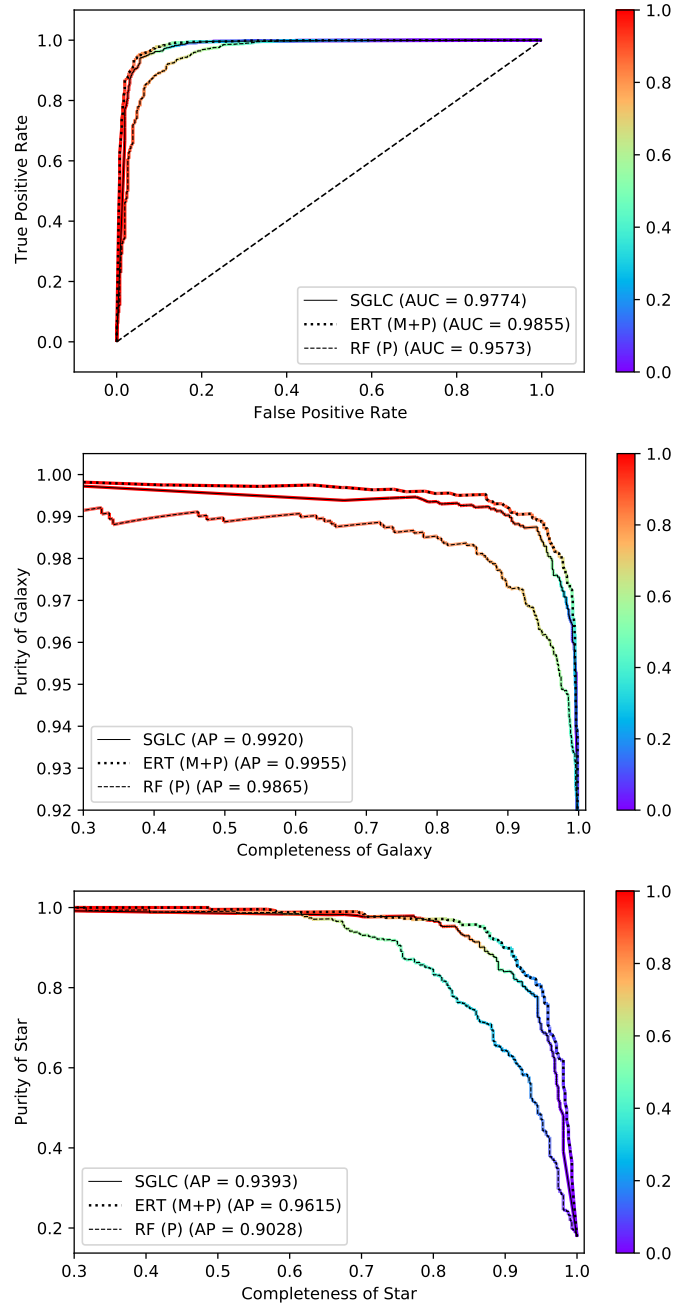 1.0
0.8
0.6
0.4
0.2
0.0
True Positive Rate
0.0 0.2 0.4 0.6 0.8 1.0
False Positive Rate
SGLC (AUC = 0.9774)
ERT (M+P) (AUC = 0.9855)
RF (P) (AUC = 0.9573)
1.0
0.8
0.6
0.4
0.2
0.0
1.00
0.99
0.98
0.97
0.96
0.95
0.94
0.93
0.92
Purity of Galaxy
0.3 0.4 0.5 0.6 0.7 0.8 0.9 1.0
Completeness of Galaxy
SGLC (AP = 0.9920)
ERT (M+P) (AP = 0.9955)
RF (P) (AP = 0.9865)
1.0
0.8
0.6
0.4
0.2
0.0
1.0
0.8
0.6
0.4
0.2
Purity of Star
0.3 0.4 0.5 0.6 0.7 0.8 0.9 1.0
Completeness of Star
SGLC (AP = 0.9393)
ERT (M+P) (AP = 0.9615)
RF (P) (AP = 0.9028)
1.0
0.8
0.6
0.4
0.2
0.0